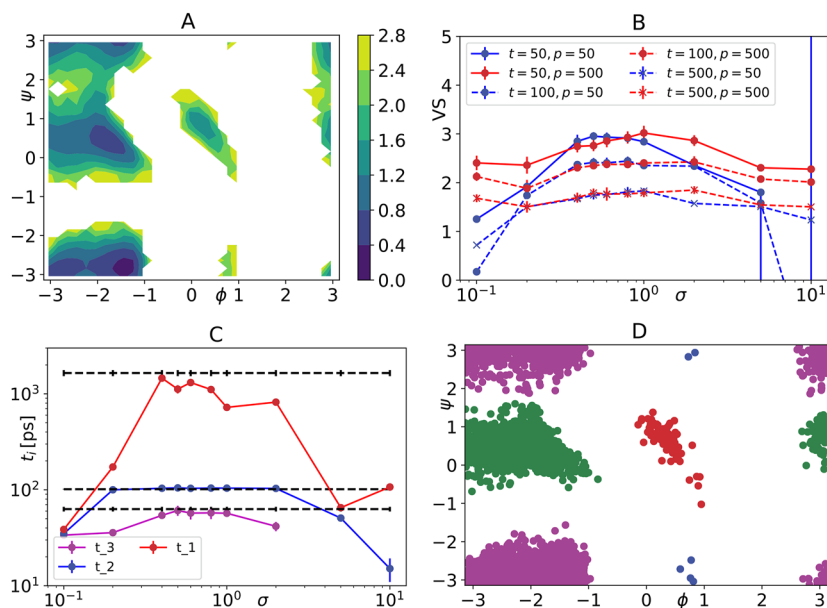 A
3
2
1
0
−1
−2
−3
ψ
−3
−2
−1
0
ϕ
1
2
3
2.8
2.4
2.0
1.6
1.2
0.8
0.4
0.0
B
5
4
3
2
1
0
VS
t = 50, p = 50
t = 50, p = 500
t = 100, p = 50
t = 100, p = 500
t = 500, p = 50
t = 500, p = 500
10⁻¹
10⁰
σ
10¹
C
10³
10²
10¹
tᵢ [ps]
t_3
t_2
t_1
10⁻¹
10⁰
σ
10¹
D
3
2
1
0
−1
−2
−3
ψ
−3
−2
−1
0
ϕ
1
2
3